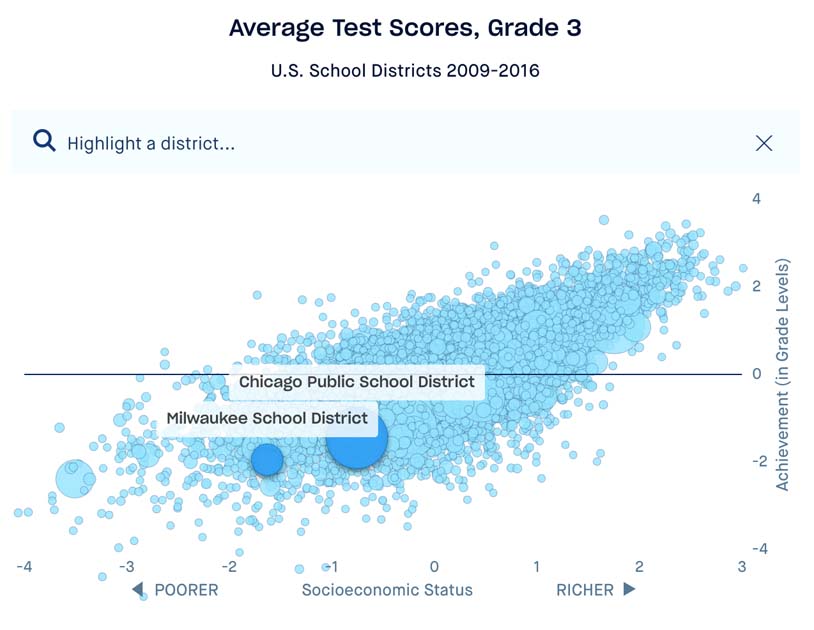 Average Test Scores, Grade 3
U.S. School Districts 2009-2016
Highlight a district...
4
2
0
-2
-4
Achievement (in Grade Levels)
Chicago Public School District
Milwaukee School District
-4 -3 -2 -1 0 1 2 3
POORER Socioeconomic Status RICHER